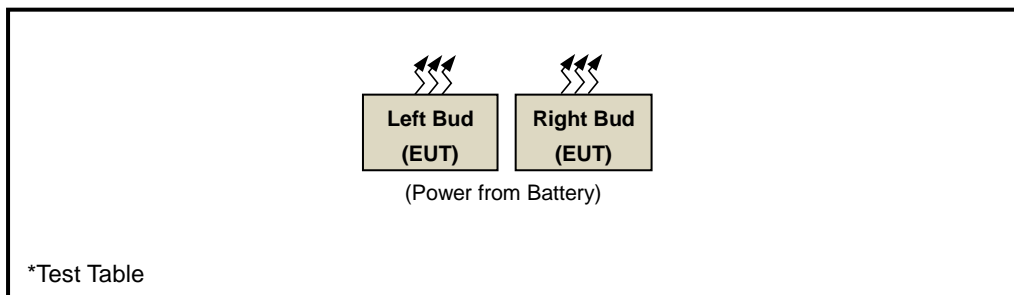 Left Bud
(EUT)
Right Bud
(EUT)
(Power from Battery)
*Test Table